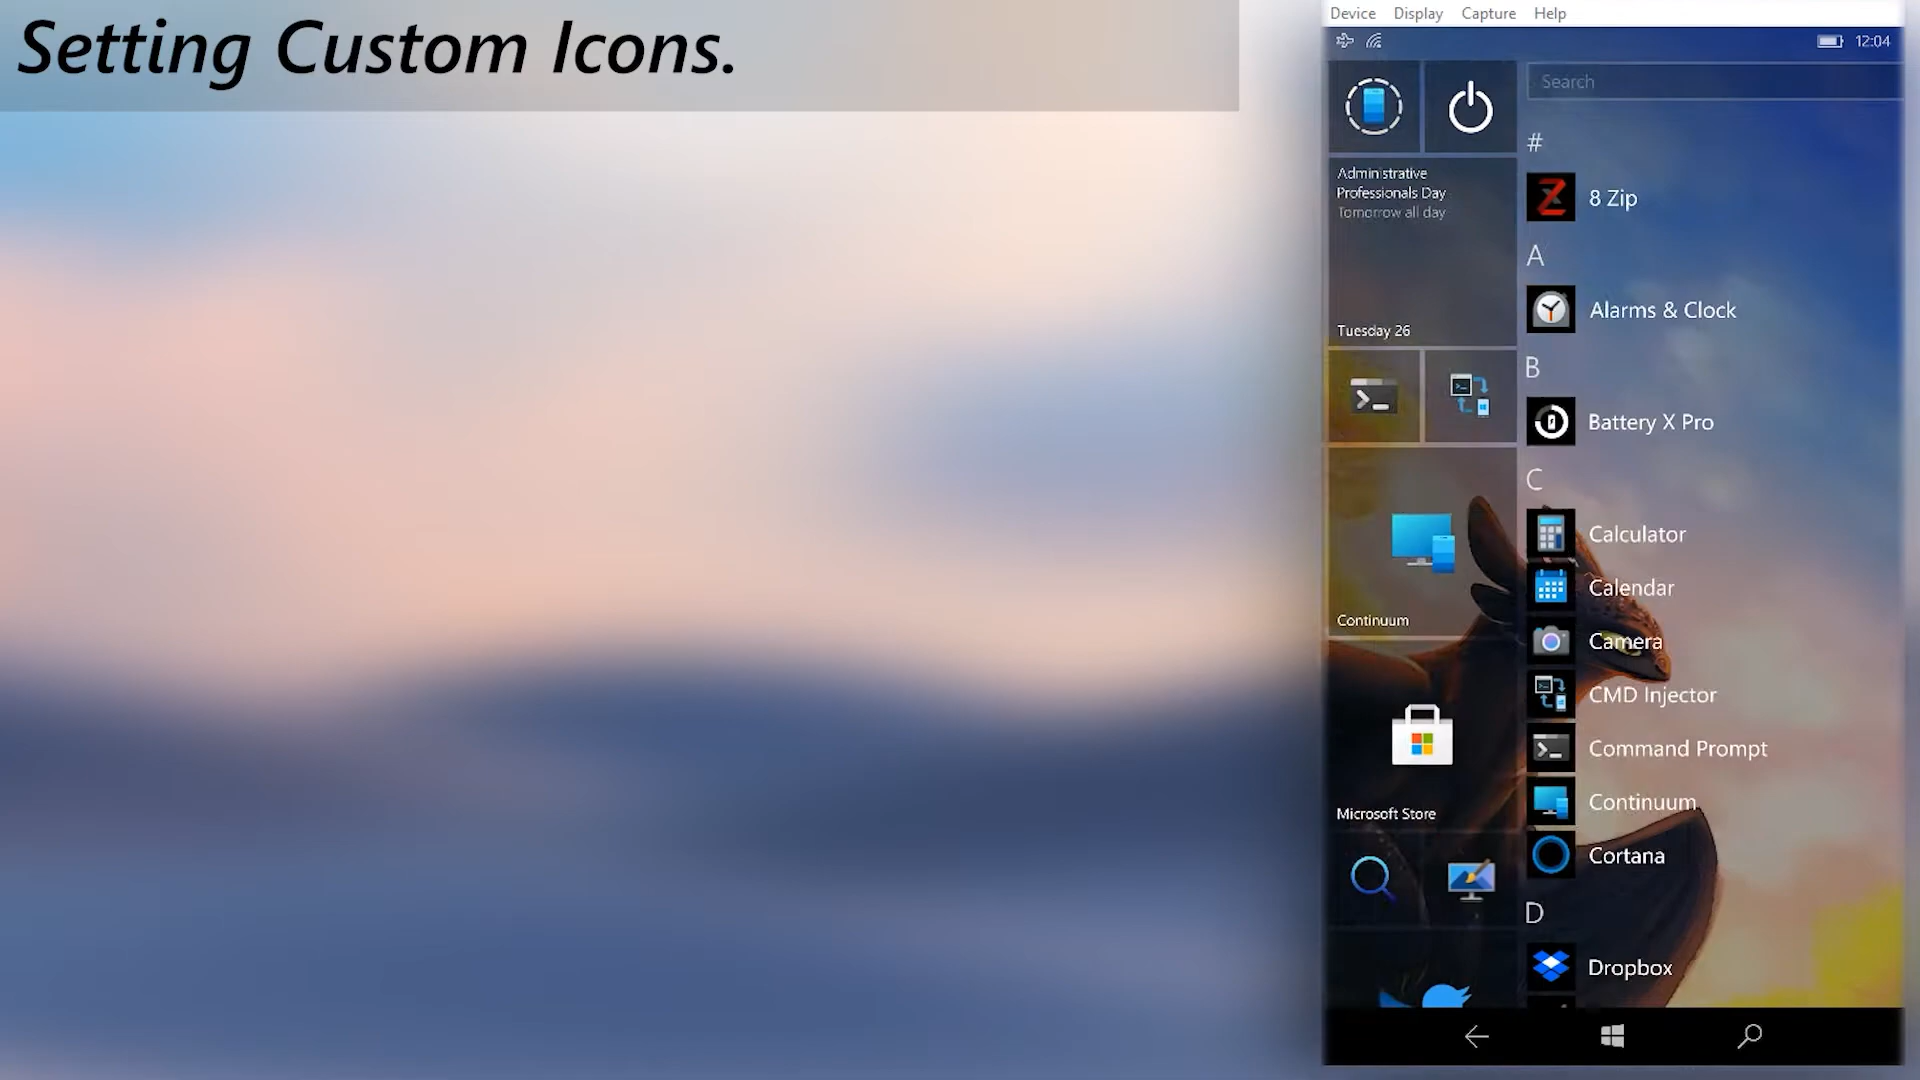 Setting Custom Icons.
Device Display Capture Help
12:04
Search
Administrative
Professionals Day
Tomorrow all day
Tuesday 26
Continuum
Microsoft Store
#
8 Zip
A
Alarms & Clock
B
Battery X Pro
C
Calculator
Calendar
Camera
CMD Injector
Command Prompt
Continuum
Cortana
D
Dropbox